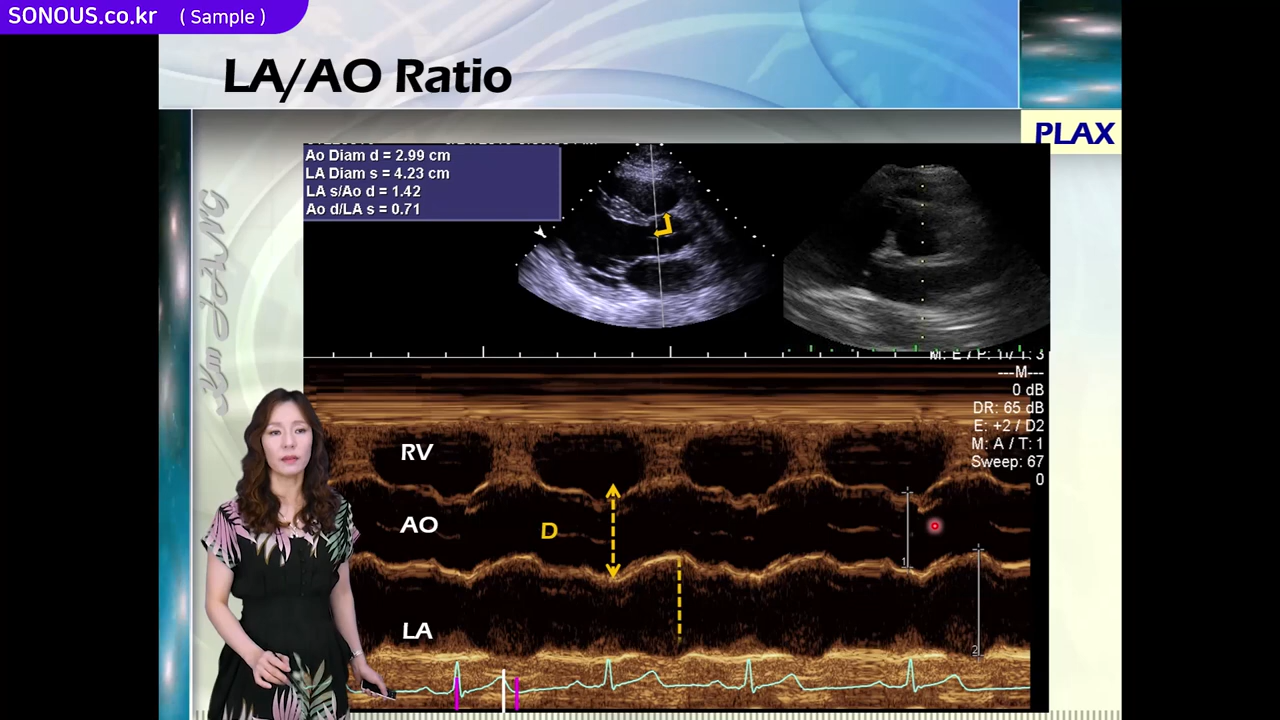 SONOUS.co.kr ( Sample )
LA/AO Ratio
PLAX
Ao Diam d = 2.99 cm
LA Diam s = 4.23 cm
LA s/Ao d = 1.42
Ao d/LA s = 0.71
---M---
0 dB
DR: 65 dB
E: +2 / D2
M: A / T: 1
Sweep: 67
0
RV
AO
D
1
LA
2